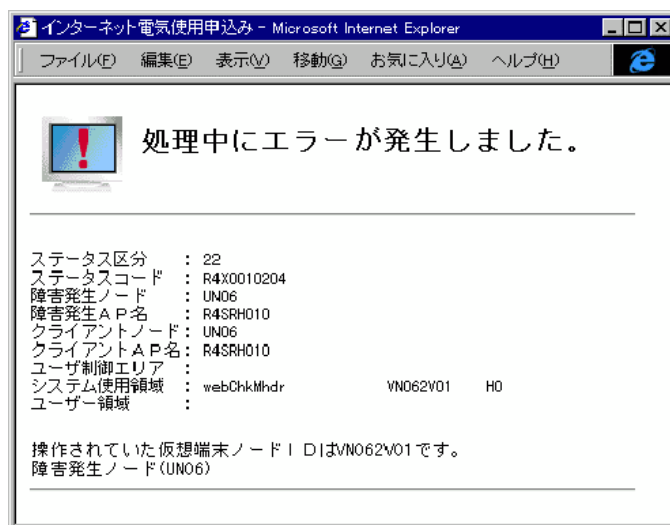 インターネット電気使用申込み - Microsoft Internet Explorer
ファイル(F) 編集(E) 表示(V) 移動(G) お気に入り(A) ヘルプ(H)
処理中にエラーが発生しました。
ステータス区分 : 22
ステータスコード : R4X0010204
障害発生ノード : UN06
障害発生AP名 : R4SRH010
クライアントノード: UN06
クライアントAP名: R4SRH010
ユーザ制御エリア :
システム使用領域 : webChkMhdr VN062V01 H0
ユーザー領域 :
操作されていた仮想端末ノードIDはVN062V01です。
障害発生ノード(UN06)